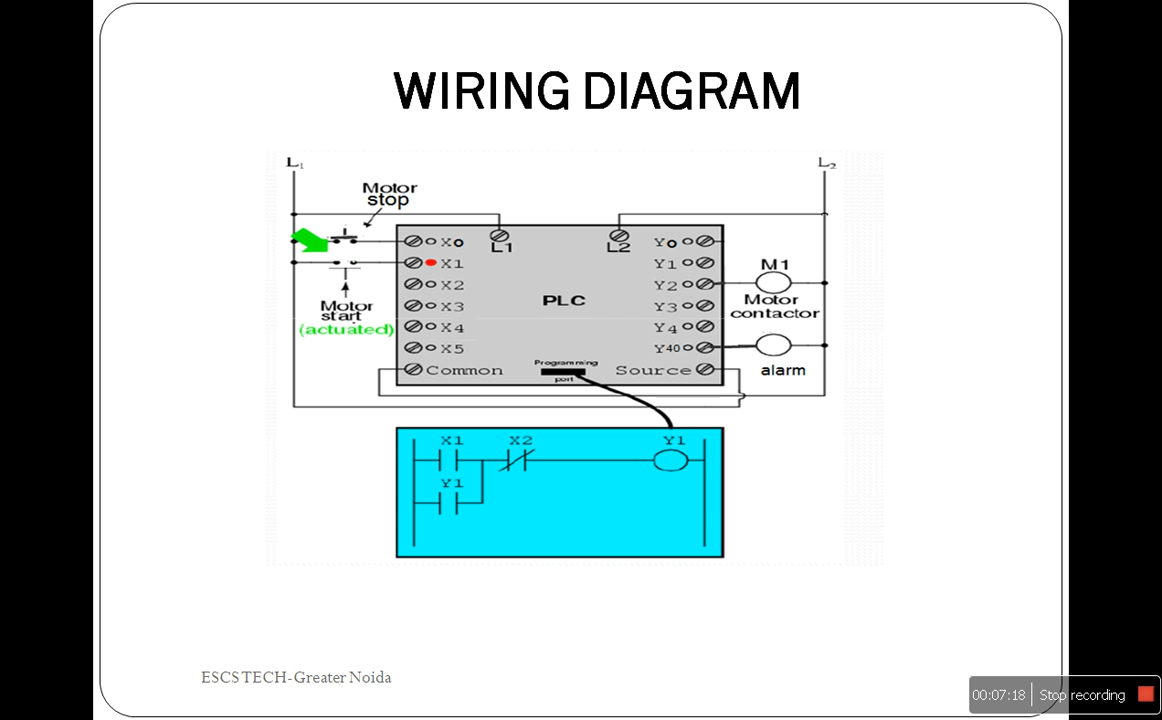 WIRING DIAGRAM
L1
L2
Motor
stop
X0
L1
L2
Y0
X1
Y1
M1
X2
Y2
Motor
start
(actuated)
PLC
Motor
contactor
X3
Y3
X4
Y4
X5
Y40
Programming
port
Common
Source
alarm
X1
X2
Y1
Y1
ESCSTECH-Greater Noida
00:07:18
Stop recording